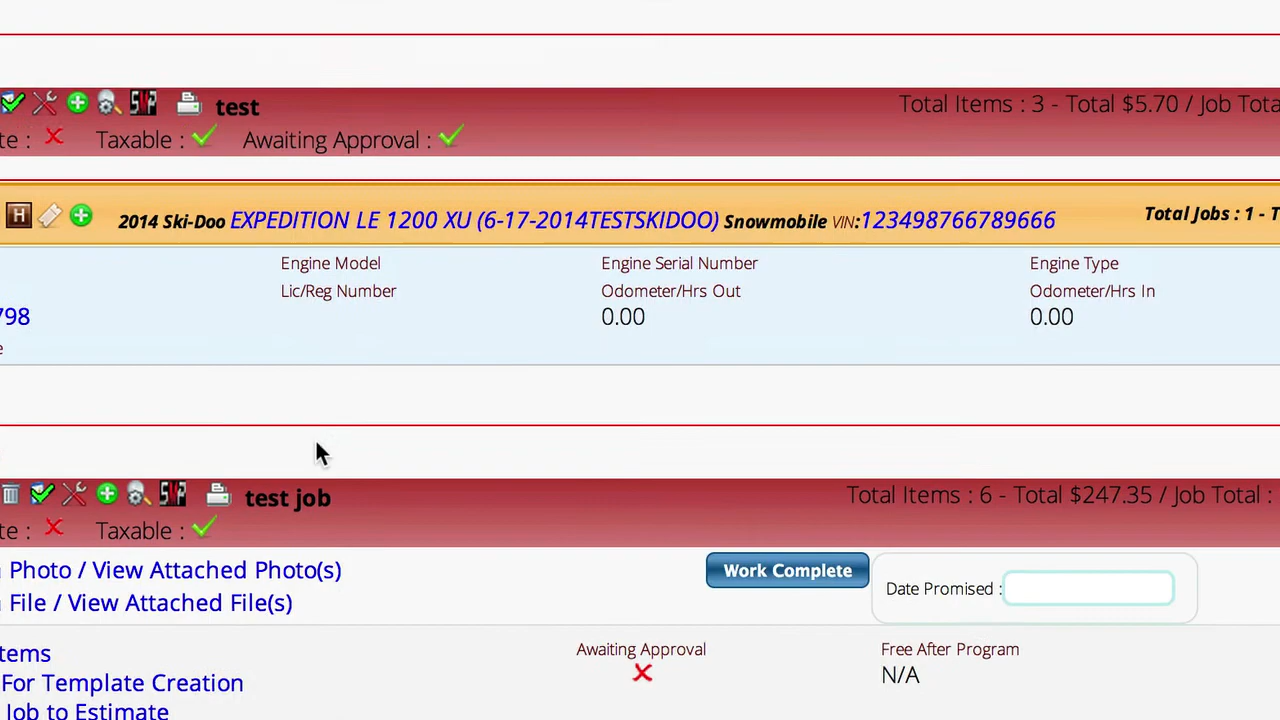 test
Total Items : 3 - Total $5.70 / Job Tota
te :
Taxable :
Awaiting Approval :
H
2014 Ski-Doo EXPEDITION LE 1200 XU (6-17-2014TESTSKIDOO) Snowmobile VIN:123498766789666
Total Jobs : 1 - T
Engine Model
Engine Serial Number
Engine Type
Lic/Reg Number
Odometer/Hrs Out
Odometer/Hrs In
798
0.00
0.00
e
test job
Total Items : 6 - Total $247.35 / Job Total :
te :
Taxable :
Photo / View Attached Photo(s)
Work Complete
Date Promised :
File / View Attached File(s)
tems
Awaiting Approval
Free After Program
N/A
For Template Creation
Job to Estimate